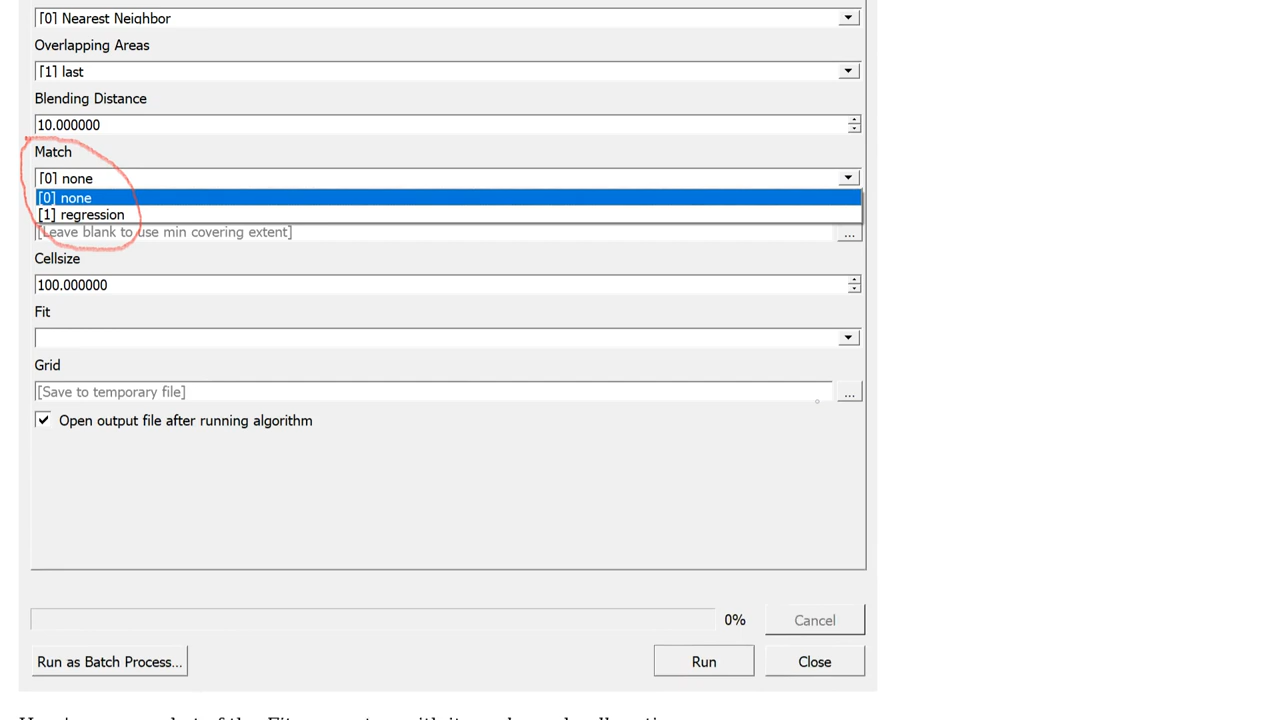 [0] Nearest Neighbor
Overlapping Areas
[1] last
Blending Distance
10.000000
Match
[0] none
[0] none
[1] regression
[Leave blank to use min covering extent]
...
Cellsize
100.000000
Fit
Grid
[Save to temporary file]
...
Open output file after running algorithm
0%
Cancel
Run as Batch Process...
Run
Close